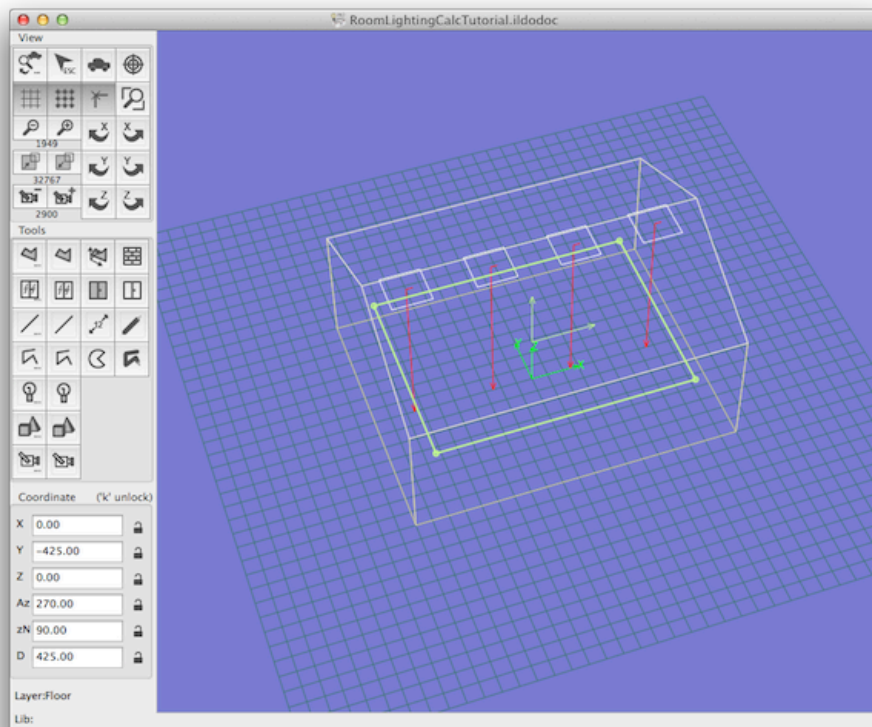 RoomLightingCalcTutorial.ildodoc
View
ESC
X X
1949
Y Y
32767
Z Z
2900
Tools
12
Coordinate ('k' unlock)
X 0.00
Y -425.00
Z 0.00
Az 270.00
zN 90.00
D 425.00
Layer:Floor
Lib:
Y Z X